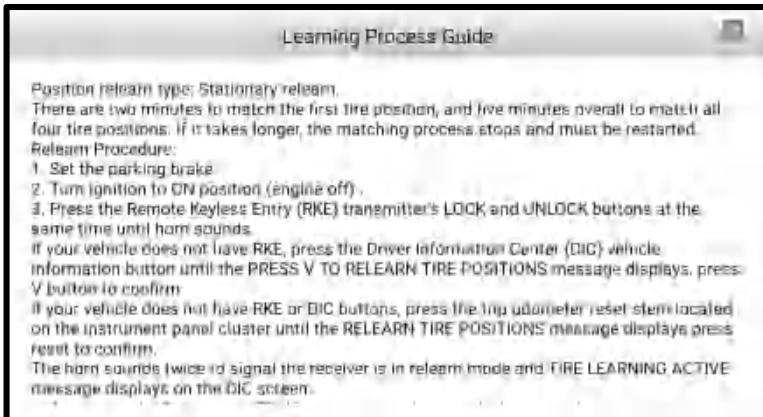 Learning Process Guide
Position relearn type: Stationary relearn.
There are two minutes to match the first tire position, and five minutes overall to match all
four tire positions. If it takes longer, the matching process stops and must be restarted.
Relearn Procedure:
1. Set the parking brake
2. Turn ignition to ON position (engine off) .
3. Press the Remote Keyless Entry (RKE) transmitter's LOCK and UNLOCK buttons at the
same time until horn sounds.
If your vehicle does not have RKE, press the Driver Information Center (DIC) vehicle
information button until the PRESS V TO RELEARN TIRE POSITIONS message displays, press
V button to confirm
If your vehicle does not have RKE or DIC buttons, press the trip odometer reset stem located
on the instrument panel cluster until the RELEARN TIRE POSITIONS message displays press
reset to confirm.
The horn sounds twice to signal the receiver is in relearn mode and TIRE LEARNING ACTIVE
message displays on the DIC screen.